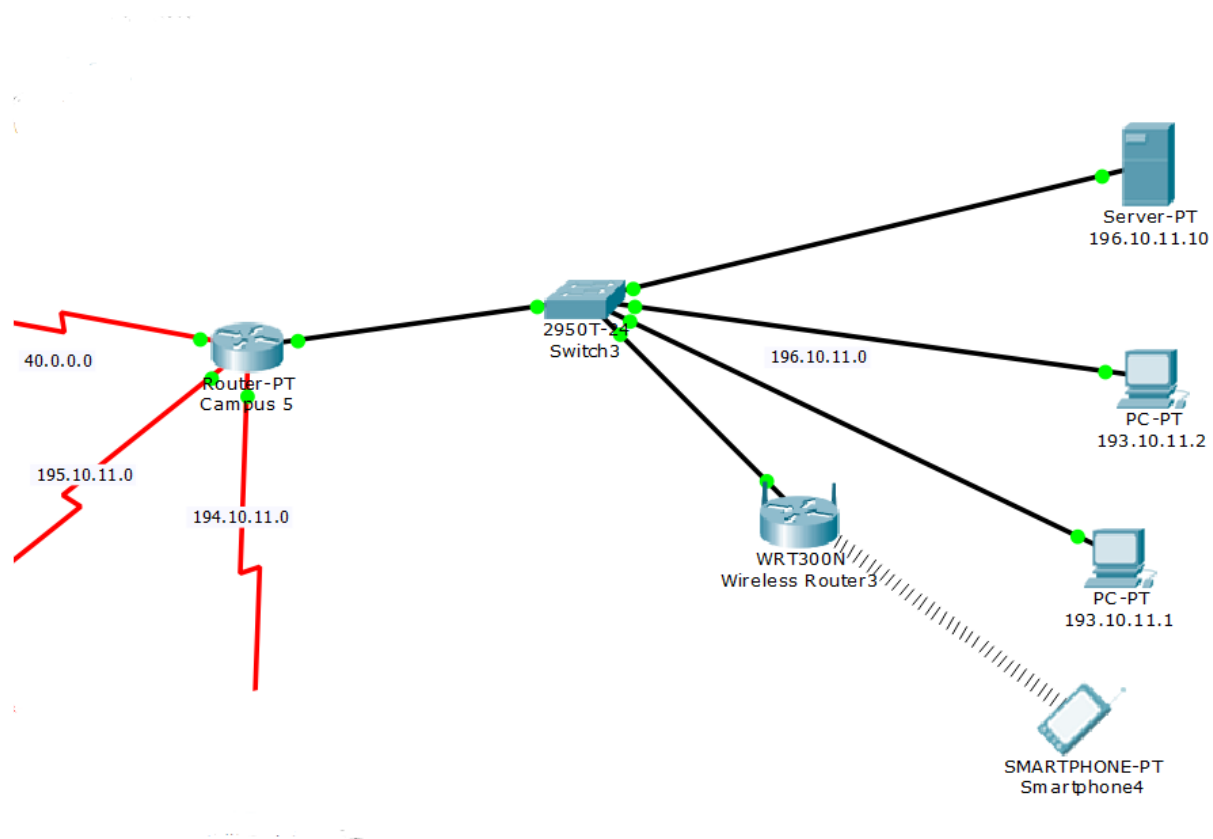 Server-PT
196.10.11.10
2950T-24
Switch3
196.10.11.0
40.0.0.0
Router-PT
Campus 5
PC-PT
193.10.11.2
195.10.11.0
194.10.11.0
WRT300N
Wireless Router3
PC-PT
193.10.11.1
SMARTPHONE-PT
Smartphone4